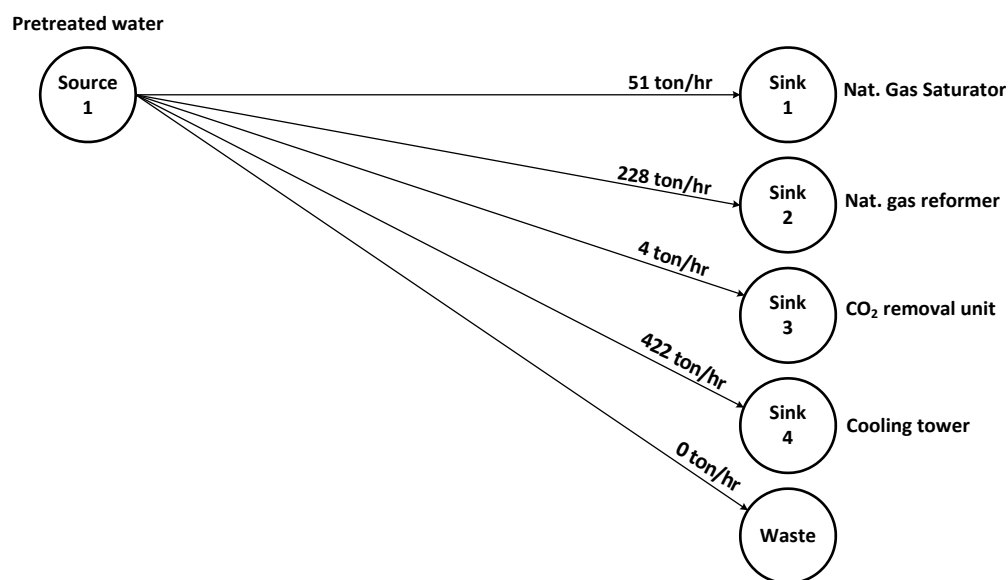 Pretreated water
Source
1
51 ton/hr
Sink
1
Nat. Gas Saturator
228 ton/hr
Sink
2
Nat. gas reformer
4 ton/hr
Sink
3
CO₂ removal unit
422 ton/hr
Sink
4
Cooling tower
0 ton/hr
Waste